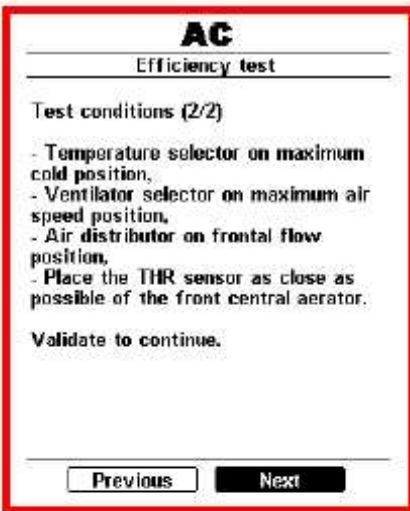 AC
Efficiency test
Test conditions (2/2)
- Temperature selector on maximum
cold position,
- Ventilator selector on maximum air
speed position,
- Air distributor on frontal flow
position,
- Place the THR sensor as close as
possible of the front central aerator.
Validate to continue.
Previous Next